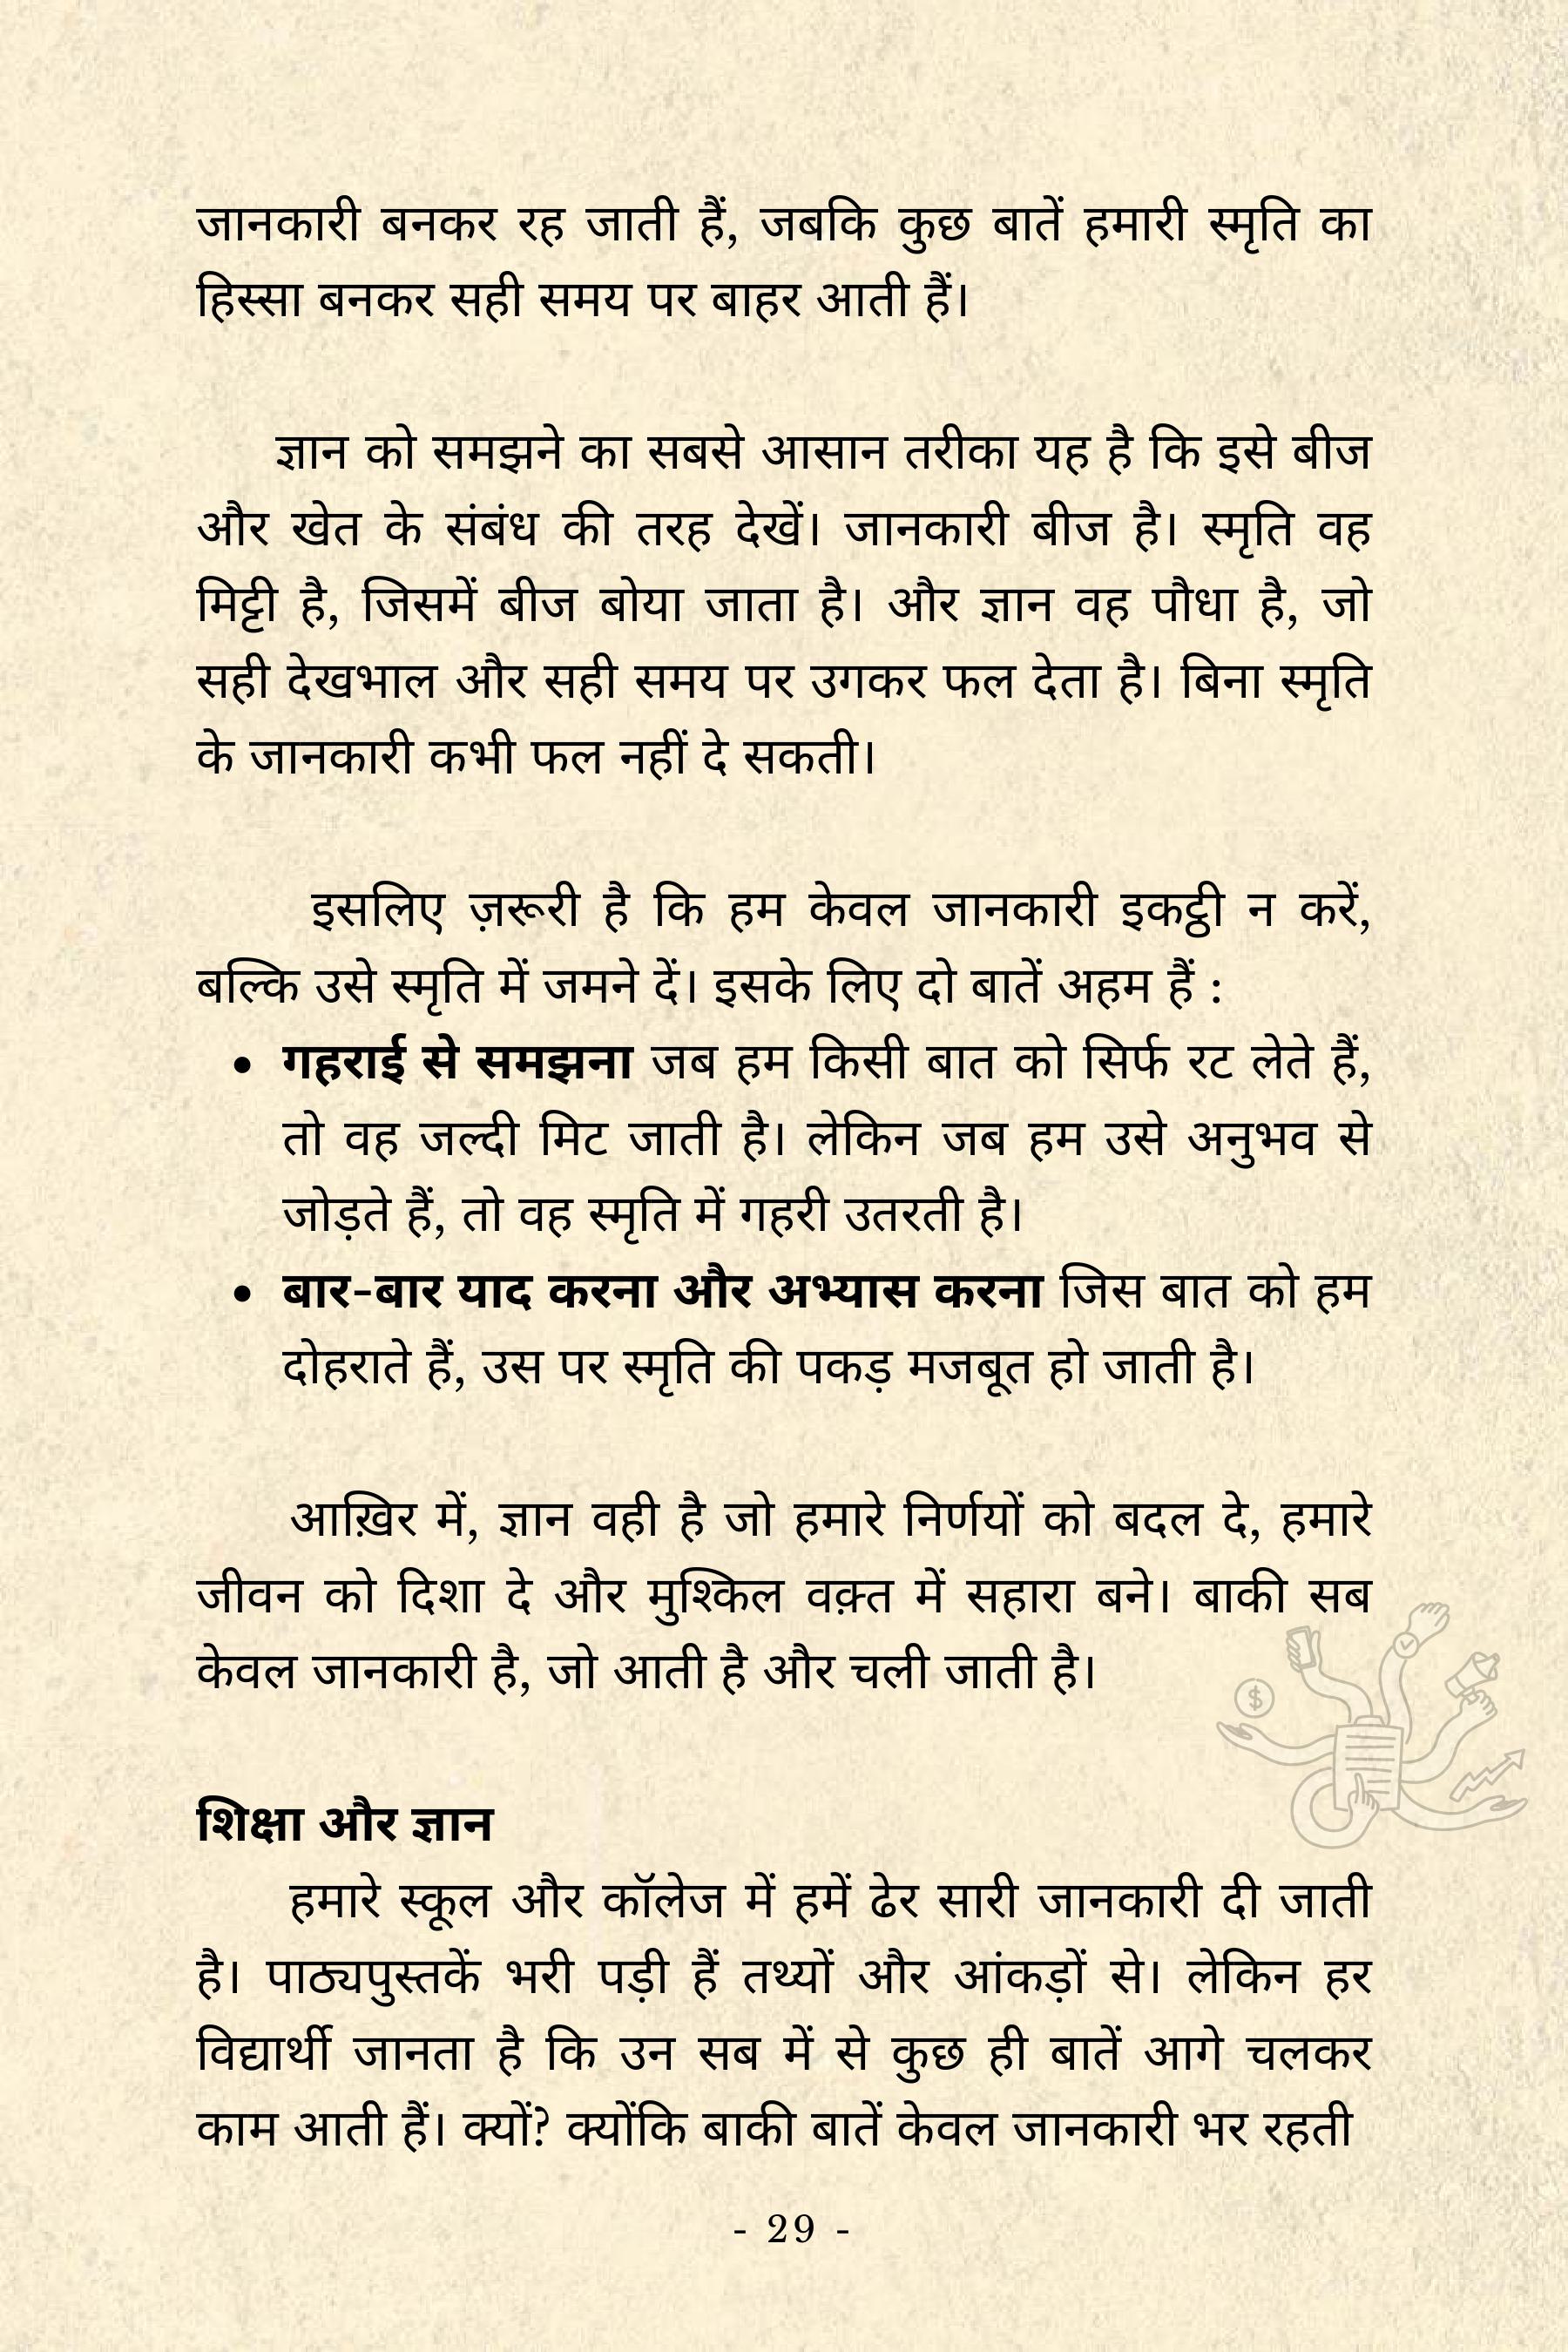 जानकारी बनकर रह जाती हैं, जबकि कुछ बातें हमारी स्मृति का
हिस्सा बनकर सही समय पर बाहर आती हैं।
ज्ञान को समझने का सबसे आसान तरीका यह है कि इसे बीज
और खेत के संबंध की तरह देखें। जानकारी बीज है। स्मृति वह
मिट्टी है, जिसमें बीज बोया जाता है। और ज्ञान वह पौधा है, जो
सही देखभाल और सही समय पर उगकर फल देता है। बिना स्मृति
के जानकारी कभी फल नहीं दे सकती।
इसलिए ज़रूरी है कि हम केवल जानकारी इकट्ठी न करें,
बल्कि उसे स्मृति में जमने दें। इसके लिए दो बातें अहम हैं :
• गहराई से समझना जब हम किसी बात को सिर्फ रट लेते हैं,
तो वह जल्दी मिट जाती है। लेकिन जब हम उसे अनुभव से
जोड़ते हैं, तो वह स्मृति में गहरी उतरती है।
• बार-बार याद करना और अभ्यास करना जिस बात को हम
दोहराते हैं, उस पर स्मृति की पकड़ मजबूत हो जाती है।
आख़िर में, ज्ञान वही है जो हमारे निर्णयों को बदल दे, हमारे
जीवन को दिशा दे और मुश्किल वक़्त में सहारा बने। बाकी सब
केवल जानकारी है, जो आती है और चली जाती है।
$
शिक्षा और ज्ञान
हमारे स्कूल और कॉलेज में हमें ढेर सारी जानकारी दी जाती
है। पाठ्यपुस्तकें भरी पड़ी हैं तथ्यों और आंकड़ों से। लेकिन हर
विद्यार्थी जानता है कि उन सब में से कुछ ही बातें आगे चलकर
काम आती हैं। क्यों? क्योंकि बाकी बातें केवल जानकारी भर रहती
- 29 -